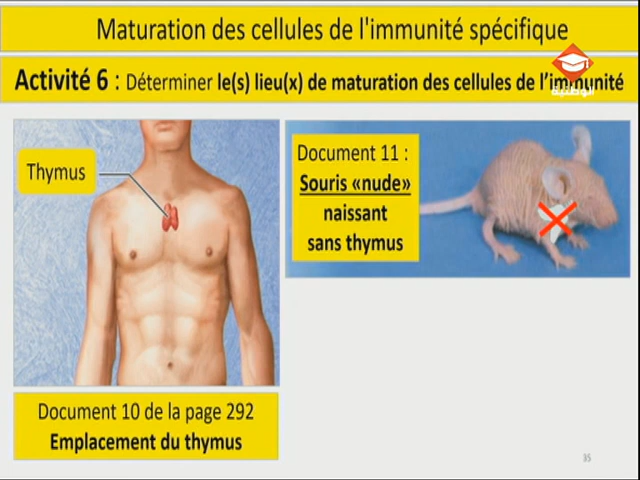 Maturation des cellules de l'immunité spécifique
Activité 6 : Déterminer le(s) lieu(x) de maturation des cellules de l'immunité
الوطنية
Thymus
Document 11 :
Souris «nude»
naissant
sans thymus
Document 10 de la page 292
Emplacement du thymus
35